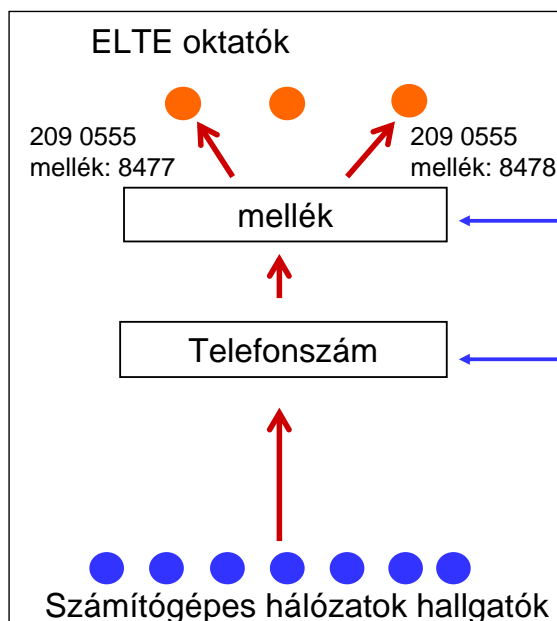 ELTE oktatók
209 0555
mellék: 8477
209 0555
mellék: 8478
mellék
Telefonszám
Számítógépes hálózatok hallgatók